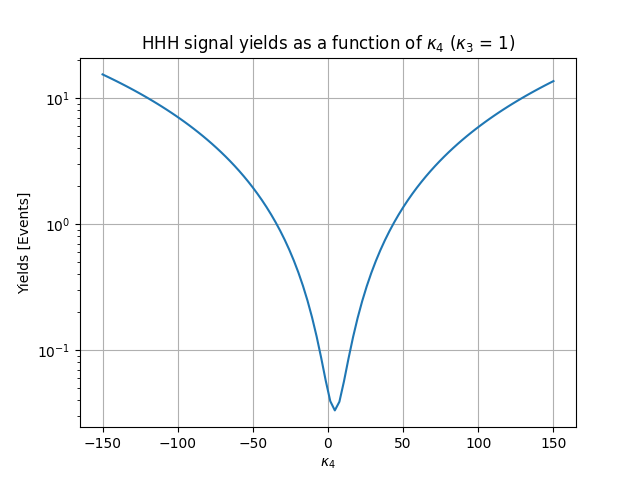 HHH signal yields as a function of κ₄ (κ₃ = 1)
Yields [Events]
10¹
10⁰
10⁻¹
−150 −100 −50 0 50 100 150
κ₄